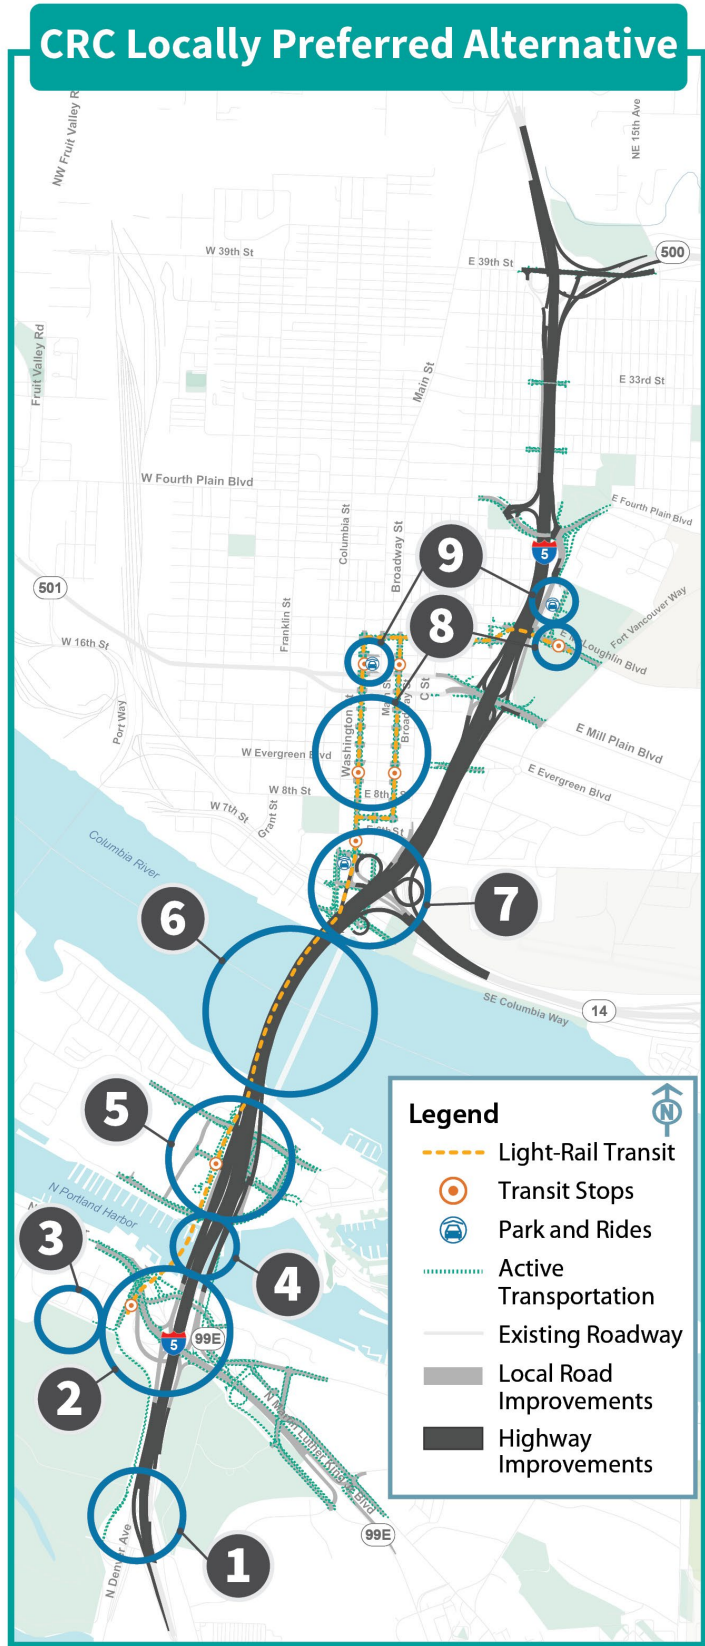 CRC Locally Preferred Alternative
NW Fruit Valley R
NE 15th Ave
W 39th St
E 39th St
500
Fruit Valley Rd
Main St
E 33rd St
W Fourth Plain Blvd
E Fourth Plain Blvd
Columbia St
Broadway St
5
9
501
Franklin St
Fort Vancouver Way
8
W 16th St
Port Way
Main St
C St
Washington St
E Mill Plain Blvd
W Evergreen Blvd
E Evergreen Blvd
W 8th St
E 8th S
W 7th St
Grant St
Columbia River
6
7
SE Columbia Way
14
5
N Portland Harbor
3
4
99E
5
2
N Denver Ave
1
99E
Legend
N
Light-Rail Transit
Transit Stops
Park and Rides
Active
Transportation
Existing Roadway
Local Road
Improvements
Highway
Improvements